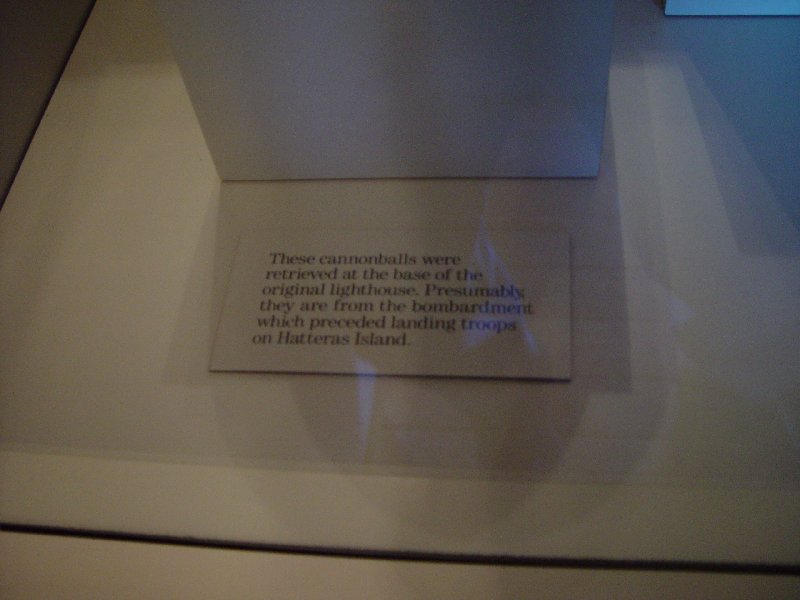 These cannonballs were
retrieved at the base of the
original lighthouse. Presumably,
they are from the bombardment
which preceded landing troops
on Hatteras Island.